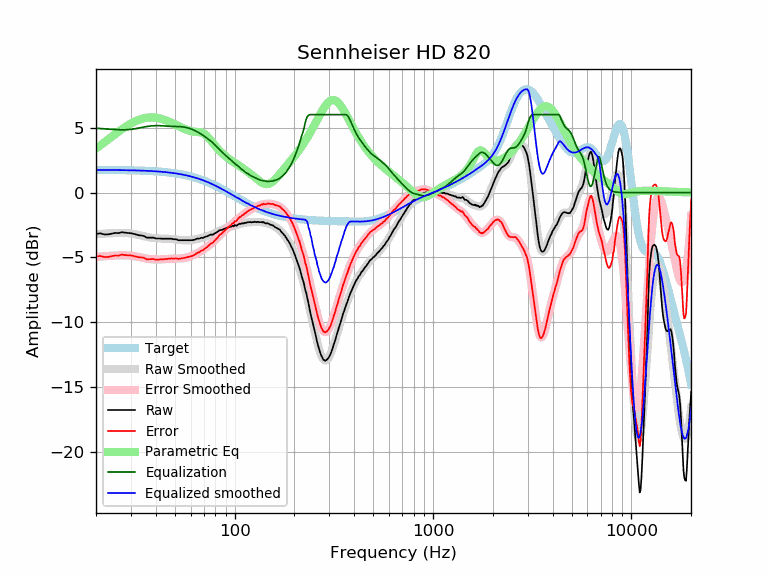 Sennheiser HD 820
Amplitude (dBr)
5
0
−5
−10
−15
−20
Target
Raw Smoothed
Error Smoothed
Raw
Error
Parametric Eq
Equalization
Equalized smoothed
100
1000
10000
Frequency (Hz)